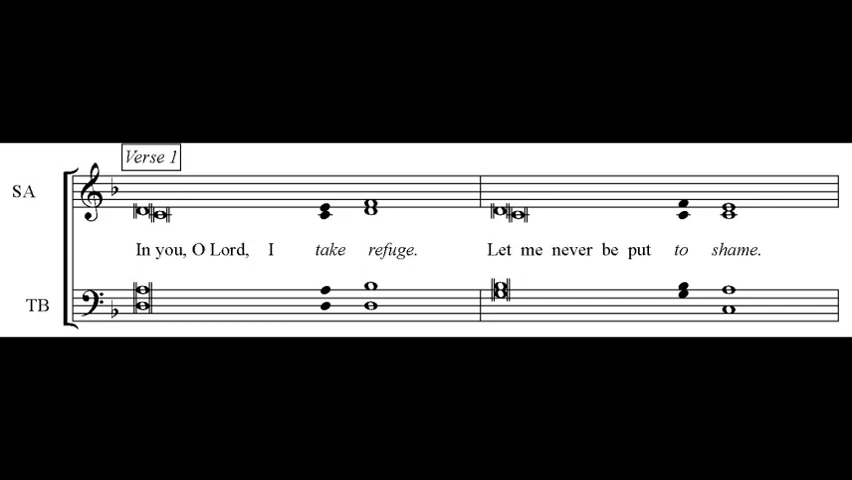 Verse 1
SA
In you, O Lord, I take refuge. Let me never be put to shame.
TB